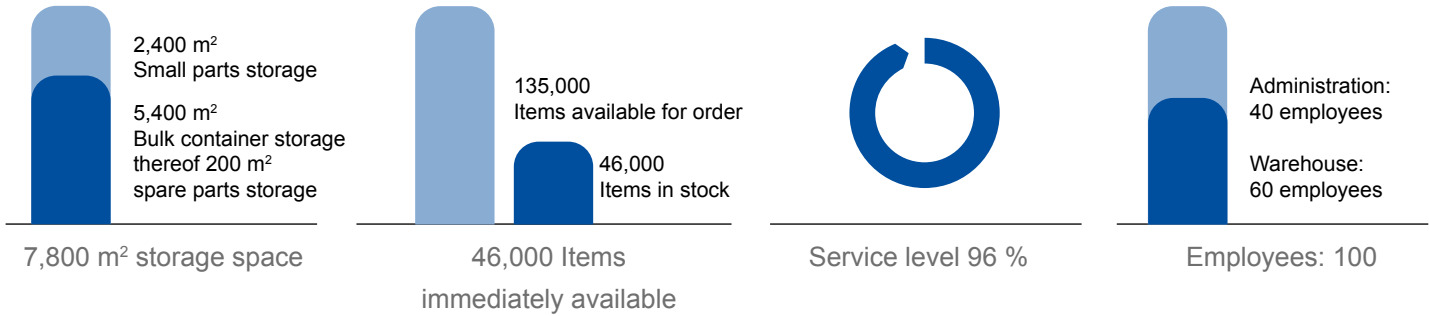 2,400 m²
Small parts storage
5,400 m²
Bulk container storage
thereof 200 m²
spare parts storage
7,800 m² storage space
135,000
Items available for order
46,000
Items in stock
46,000 Items
immediately available
Service level 96 %
Administration:
40 employees
Warehouse:
60 employees
Employees: 100